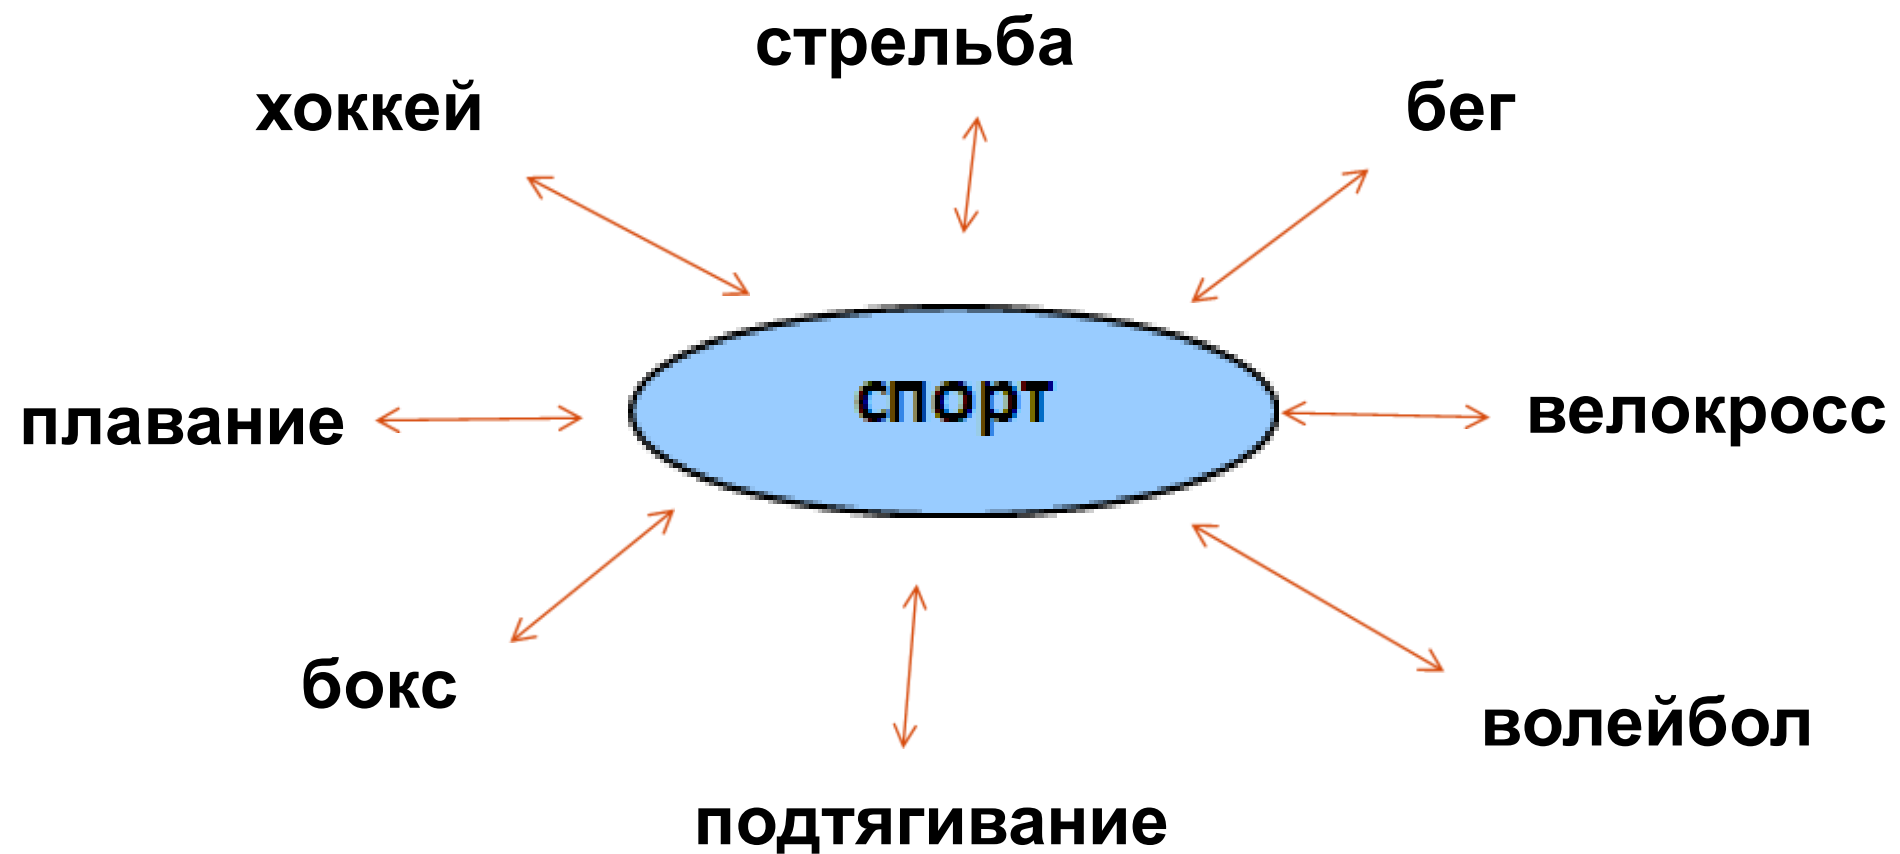 стрельба
хоккей
бег
спорт
плавание
велокросс
бокс
волейбол
подтягивание